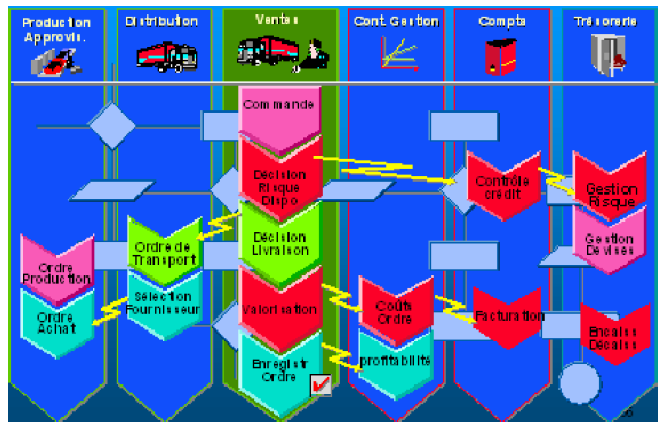 Production
Approvis.
Distribution
Ventes
Cont. Gestion
Compta
Trésorerie
Commande
Décision
Risque
Dispo
Contrôle
crédit
Gestion
Risque
Ordre de
Transport
Décision
Livraison
Gestion
Devises
Ordre
Production
Ordre
Achat
Sélection
Fournisseur
Valorisation
Coûts
Ordre
Facturation
Encaiss
Décaiss
Enregistr
Ordre
profitabilité